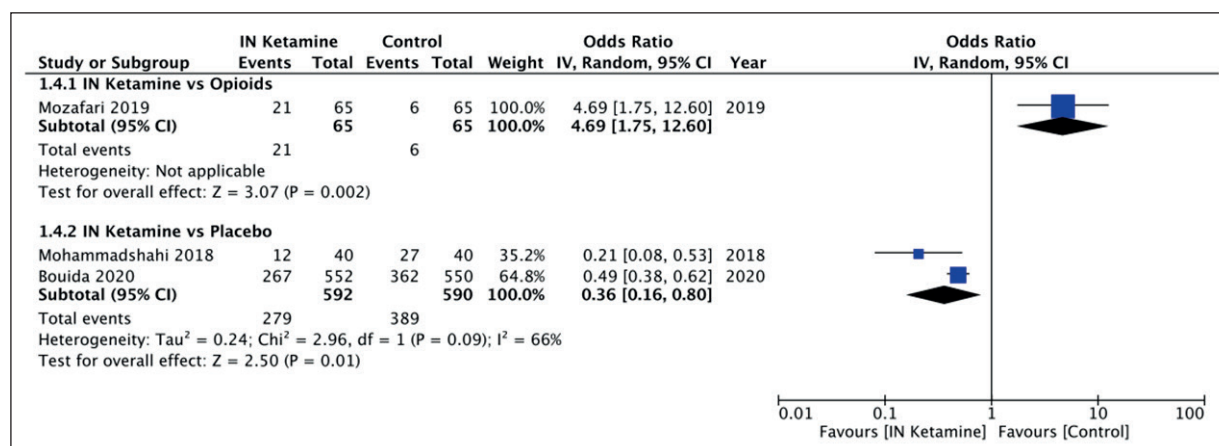 IN Ketamine Control Odds Ratio Odds Ratio
Study or Subgroup Events Total Events Total Weight IV, Random, 95% CI Year IV, Random, 95% CI
1.4.1 IN Ketamine vs Opioids
Mozafari 2019 21 65 6 65 100.0% 4.69 [1.75, 12.60] 2019
Subtotal (95% CI) 65 65 100.0% 4.69 [1.75, 12.60]
Total events 21 6
Heterogeneity: Not applicable
Test for overall effect: Z = 3.07 (P = 0.002)
1.4.2 IN Ketamine vs Placebo
Mohammadshahi 2018 12 40 27 40 35.2% 0.21 [0.08, 0.53] 2018
Bouida 2020 267 552 362 550 64.8% 0.49 [0.38, 0.62] 2020
Subtotal (95% CI) 592 590 100.0% 0.36 [0.16, 0.80]
Total events 279 389
Heterogeneity: Tau² = 0.24; Chi² = 2.96, df = 1 (P = 0.09); I² = 66%
Test for overall effect: Z = 2.50 (P = 0.01)
0.01 0.1 1 10 100
Favours [IN Ketamine] Favours [Control]